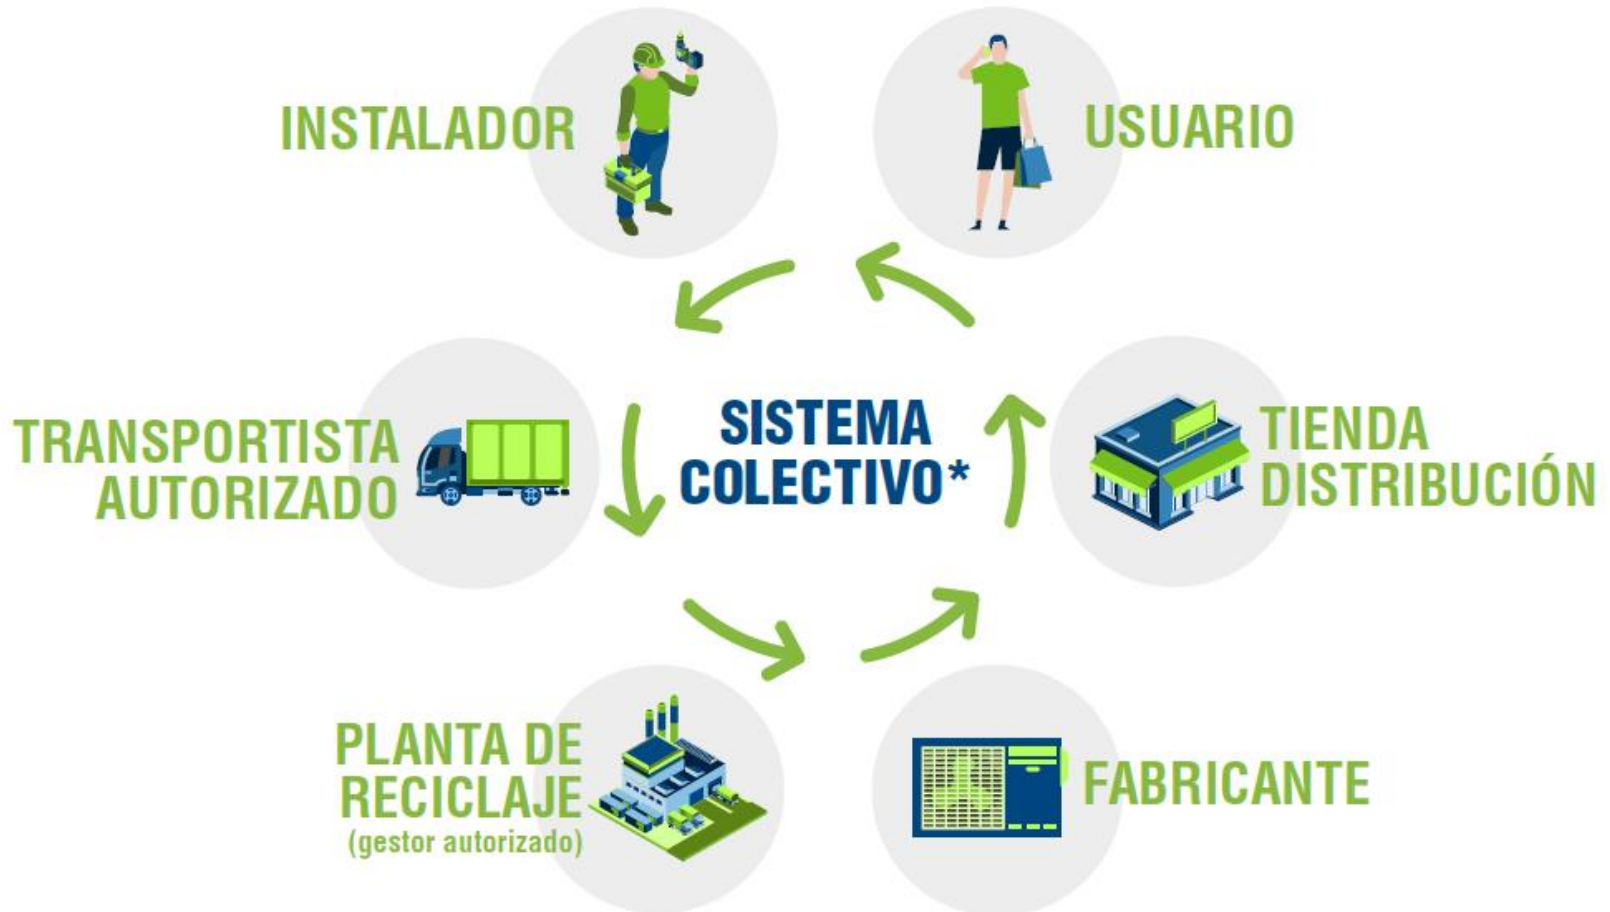 INSTALADOR
USUARIO
TRANSPORTISTA
AUTORIZADO
SISTEMA
COLECTIVO*
TIENDA
DISTRIBUCIÓN
PLANTA DE
RECICLAJE
(gestor autorizado)
FABRICANTE